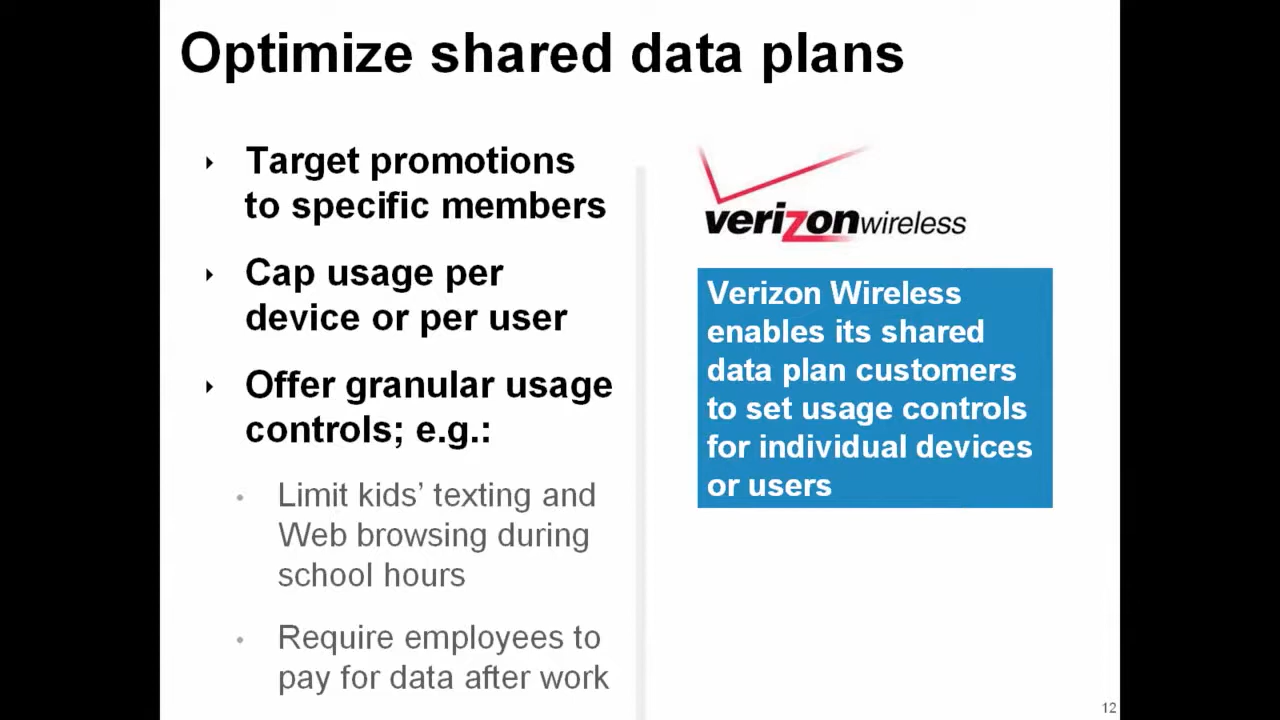 Optimize shared data plans
Target promotions
to specific members
Cap usage per
device or per user
Offer granular usage
controls; e.g.:
Limit kids’ texting and
Web browsing during
school hours
Require employees to
pay for data after work
verizonwireless
Verizon Wireless
enables its shared
data plan customers
to set usage controls
for individual devices
or users
12